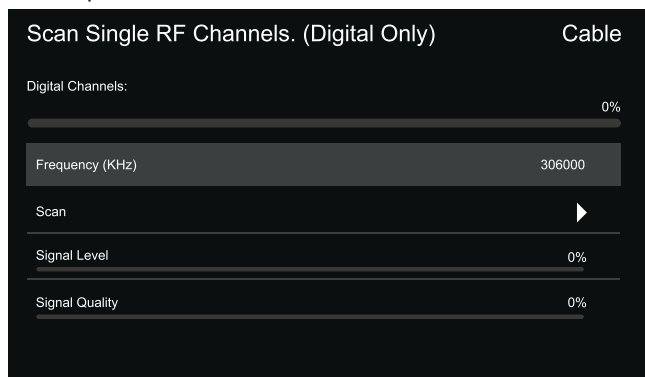 Scan Single RF Channels. (Digital Only) Cable
Digital Channels:
0%
Frequency (KHz) 306000
Scan
Signal Level 0%
Signal Quality 0%